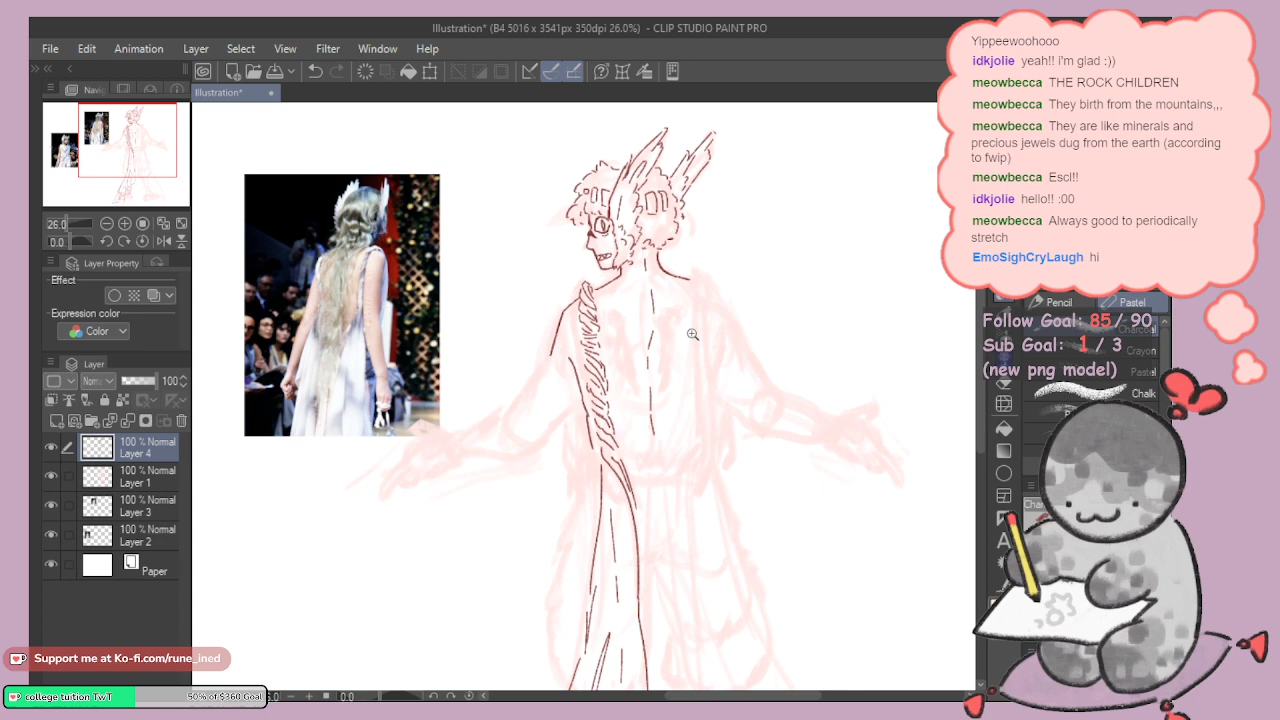 Illustration* (B4 5016 x 3541px 350dpi 26.0%) - CLIP STUDIO PAINT PRO
File Edit Animation Layer Select View Filter Window Help
Illustration*
Navig
26.0
0.0
Layer Property
Effect
Expression color
Color
Layer
100
100 % Normal
Layer 4
100 % Normal
Layer 1
100 % Normal
Layer 3
100 % Normal
Layer 2
Paper
0.0
Yippeewoohooo
idkjolie yeah!! i'm glad :))
meowbecca THE ROCK CHILDREN
meowbecca They birth from the mountains,,,
meowbecca They are like minerals and
precious jewels dug from the earth (according
to fwip)
meowbecca Escl!!
idkjolie hello!! :00
meowbecca Always good to periodically
stretch
EmoSighCryLaugh hi
Pencil Pastel
Follow Goal: 85 / 90
Charcoal
Sub Goal: 1 / 3
Crayon
(new png model)
Pastel
Chalk
Support me at Ko-fi.com/rune_ined
college tuition TwT 50% of $360 Goal